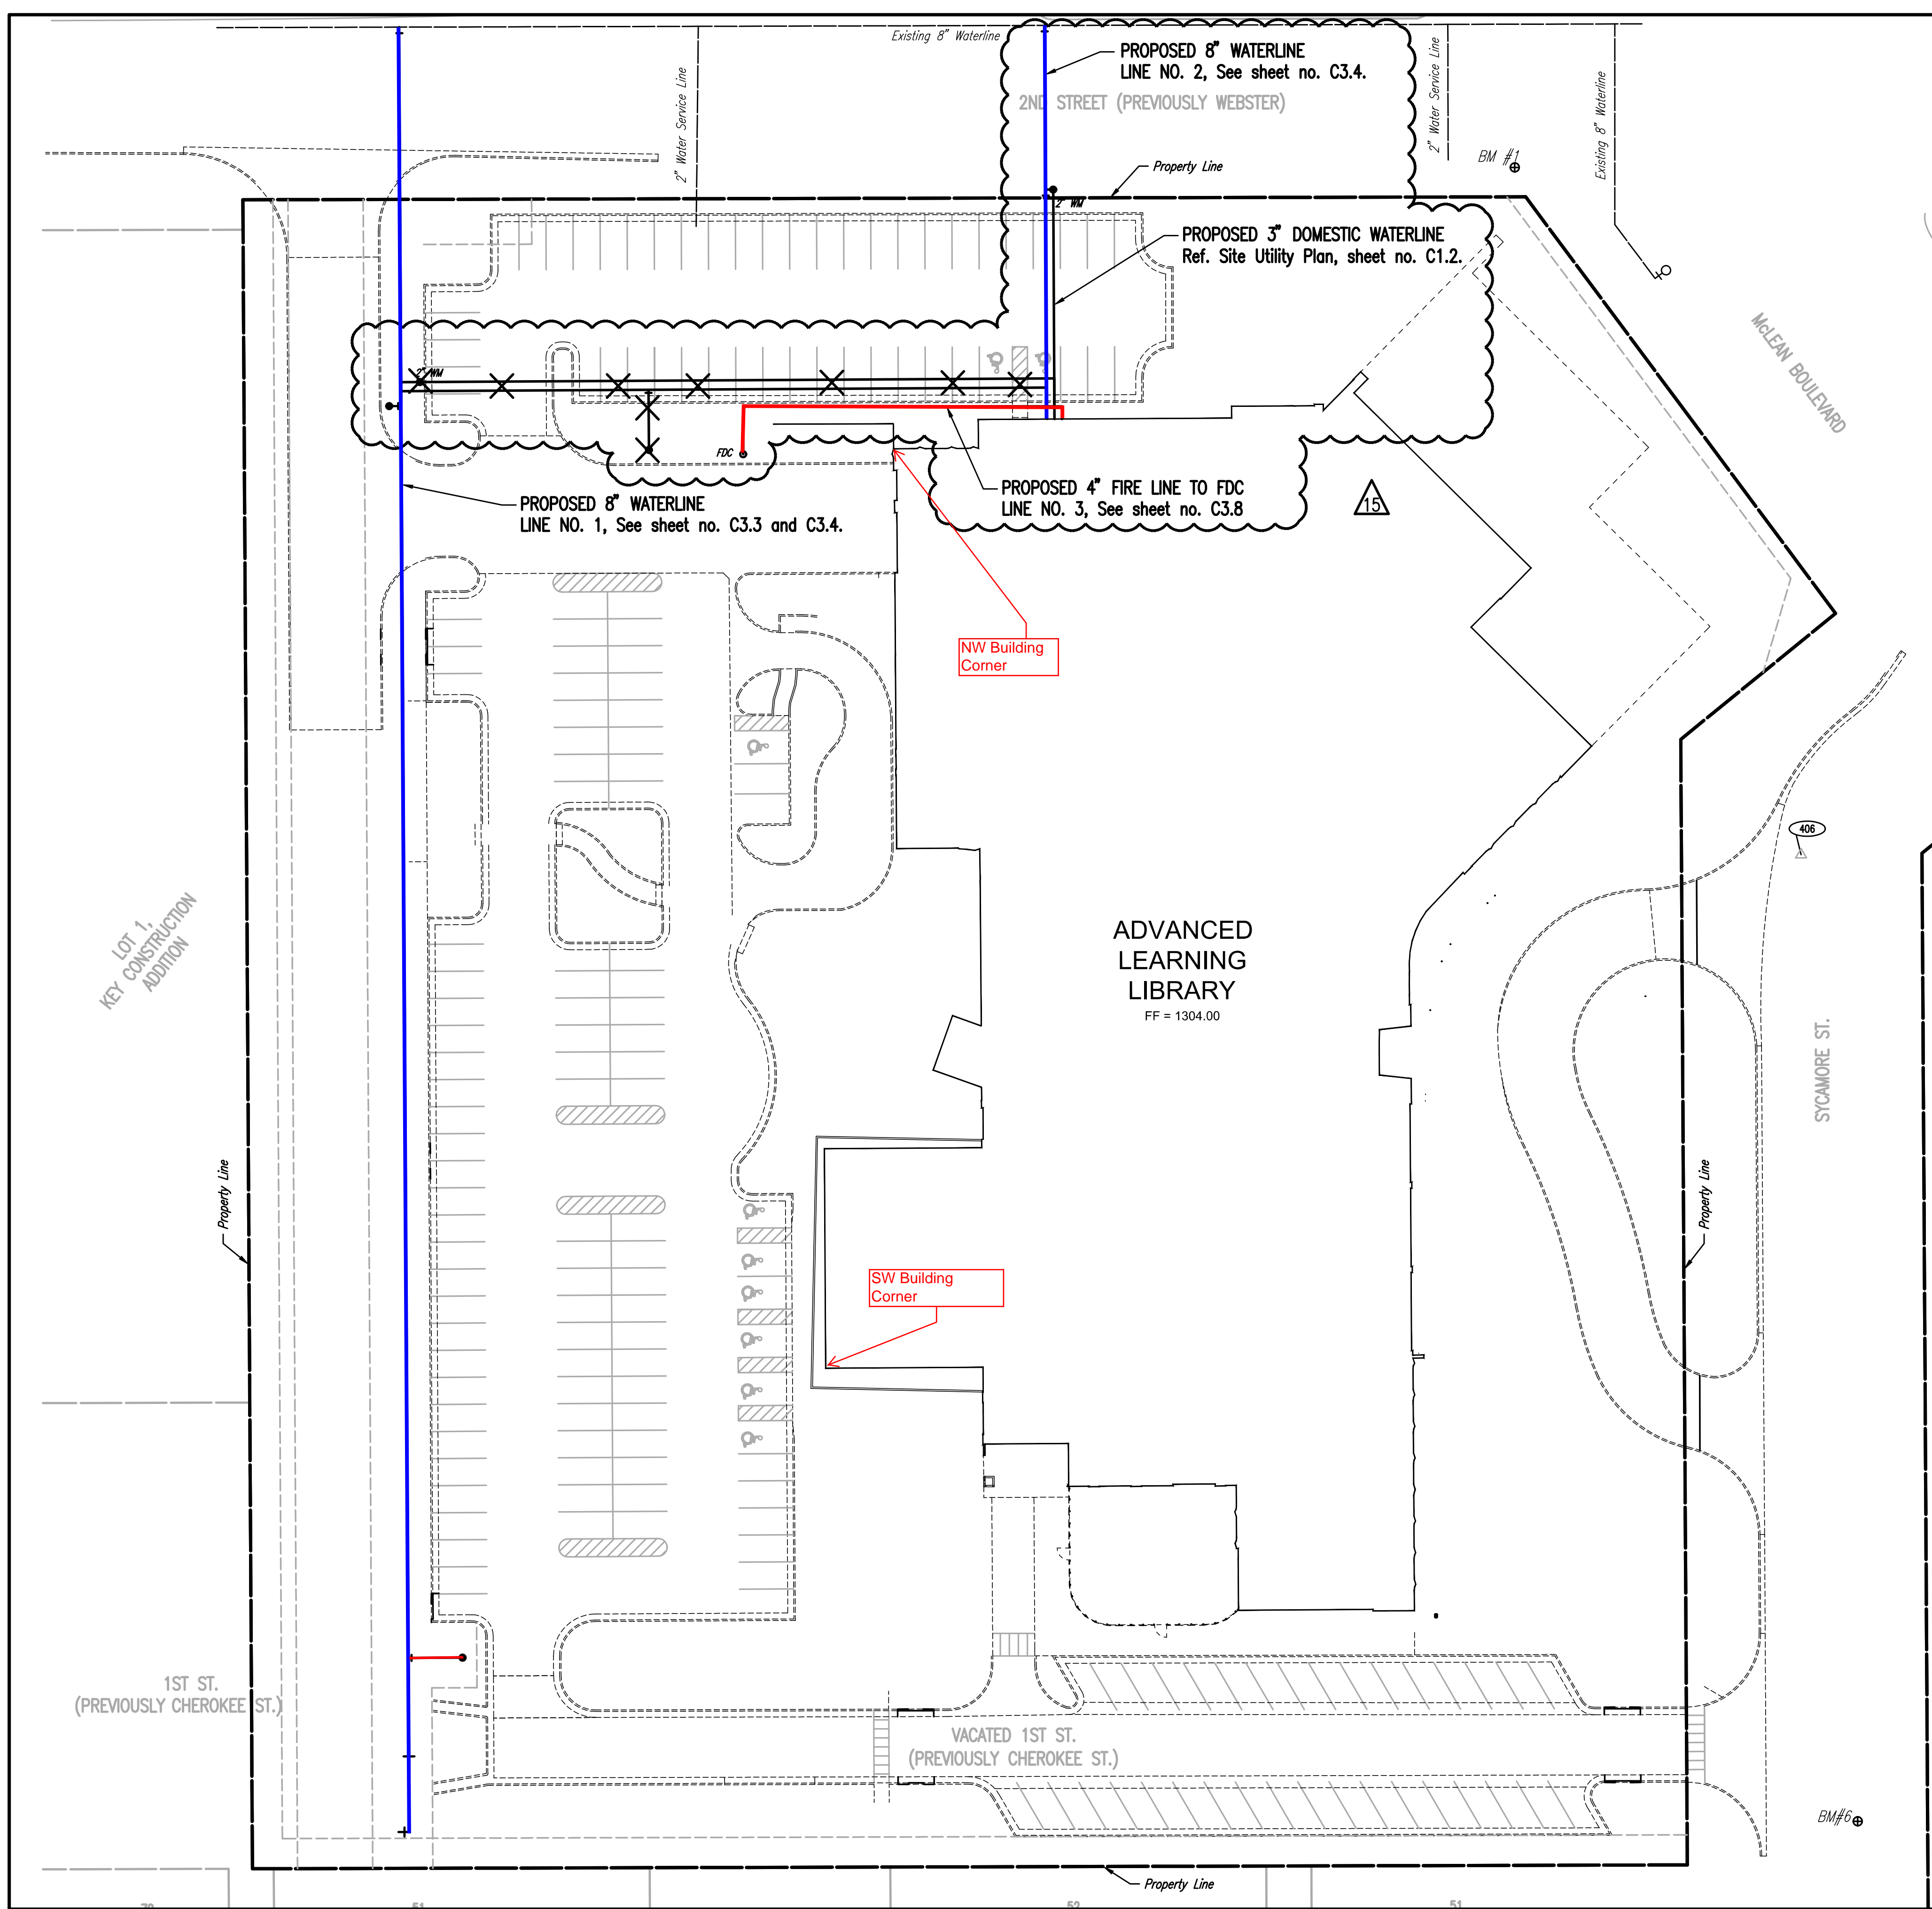 Existing 8" Waterline
PROPOSED 8" WATERLINE
LINE NO. 2, See sheet no. C3.4.
2ND STREET (PREVIOUSLY WEBSTER)
2" Water Service Line
2" Water Service Line
Existing 8" Waterline
BM #1
Property Line
2" WM
PROPOSED 3" DOMESTIC WATERLINE
Ref. Site Utility Plan, sheet no. C1.2.
McLEAN BOULEVARD
2" WM
FDC
PROPOSED 8" WATERLINE
LINE NO. 1, See sheet no. C3.3 and C3.4.
PROPOSED 4" FIRE LINE TO FDC
LINE NO. 3, See sheet no. C3.8
15
NW Building
Corner
406
LOT 1,
KEY CONSTRUCTION
ADDITION
ADVANCED
LEARNING
LIBRARY
FF = 1304.00
SYCAMORE ST.
Property Line
Property Line
SW Building
Corner
1ST ST.
(PREVIOUSLY CHEROKEE ST.)
VACATED 1ST ST.
(PREVIOUSLY CHEROKEE ST.)
BM#6
Property Line
51
52
51